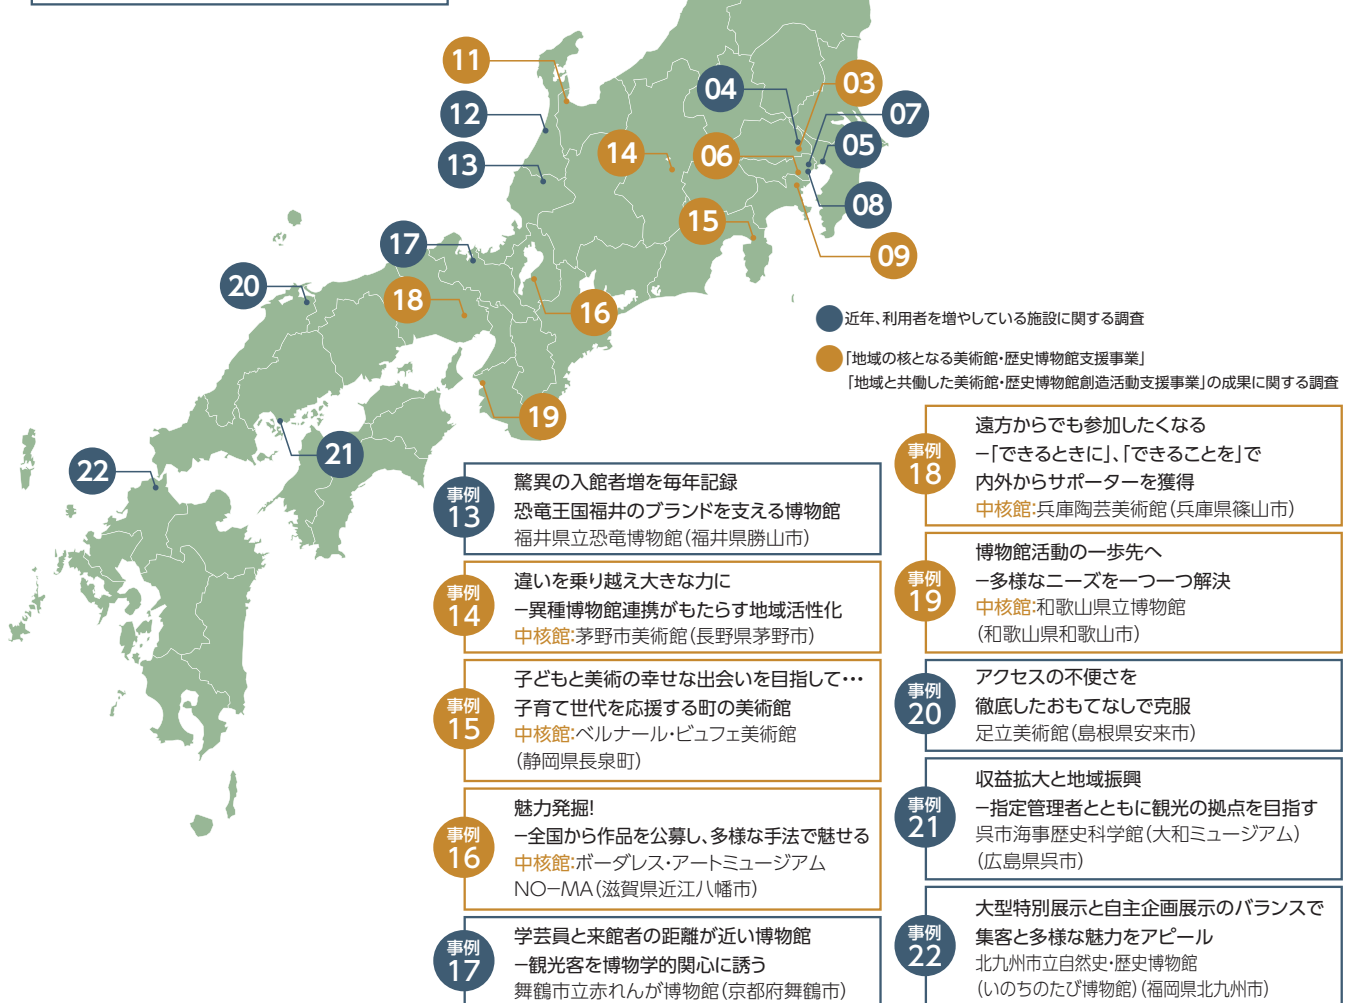 11
12
13
14
04
03
07
05
06
08
15
09
17
20
18
16
19
21
22
近年、利用者を増やしている施設に関する調査
「地域の核となる美術館・歴史博物館支援事業」
「地域と共働した美術館・歴史博物館創造活動支援事業」の成果に関する調査
事例
13
驚異の入館者増を毎年記録
恐竜王国福井のブランドを支える博物館
福井県立恐竜博物館(福井県勝山市)
事例
14
違いを乗り越え大きな力に
−異種博物館連携がもたらす地域活性化
中核館:茅野市美術館(長野県茅野市)
事例
15
子どもと美術の幸せな出会いを目指して・・・
子育て世代を応援する町の美術館
中核館:ベルナール・ビュフェ美術館
(静岡県長泉町)
事例
16
魅力発掘!
−全国から作品を公募し、多様な手法で魅せる
中核館:ボーダレス・アートミュージアム
NO−MA(滋賀県近江八幡市)
事例
17
学芸員と来館者の距離が近い博物館
−観光客を博物学的関心に誘う
舞鶴市立赤れんが博物館(京都府舞鶴市)
事例
18
遠方からでも参加したくなる
−「できるときに」、「できることを」で
内外からサポーターを獲得
中核館:兵庫陶芸美術館(兵庫県篠山市)
事例
19
博物館活動の一歩先へ
−多様なニーズを一つ一つ解決
中核館:和歌山県立博物館
(和歌山県和歌山市)
事例
20
アクセスの不便さを
徹底したおもてなしで克服
足立美術館(島根県安来市)
事例
21
収益拡大と地域振興
−指定管理者とともに観光の拠点を目指す
呉市海事歴史科学館(大和ミュージアム)
(広島県呉市)
事例
22
大型特別展示と自主企画展示のバランスで
集客と多様な魅力をアピール
北九州市立自然史・歴史博物館
(いのちのたび博物館)(福岡県北九州市)